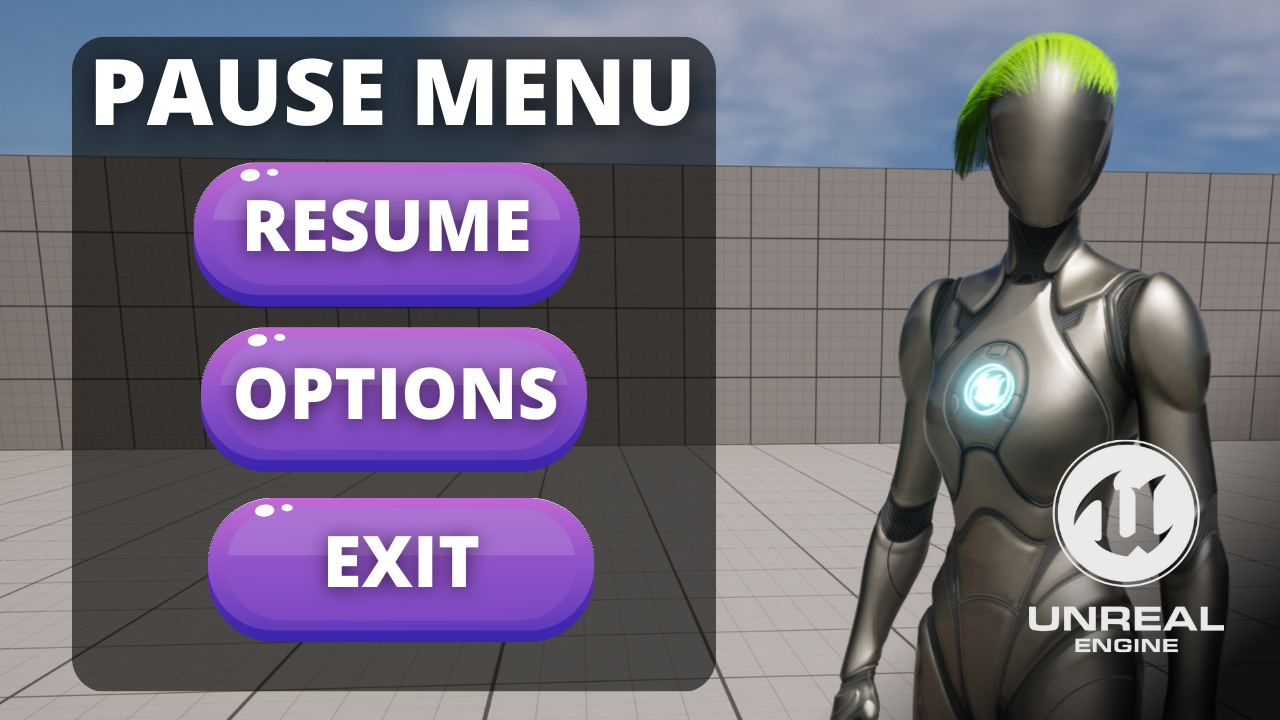 PAUSE MENU
RESUME
OPTIONS
EXIT
UNREAL
ENGINE